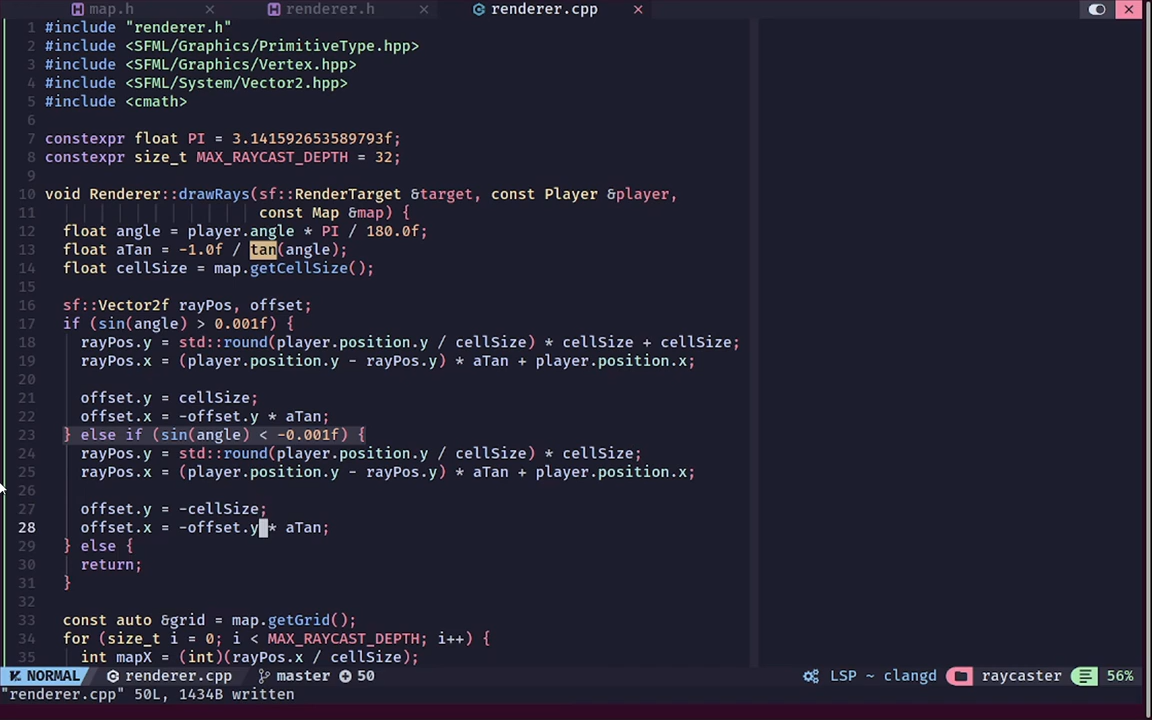 map.h renderer.h renderer.cpp
1 #include "renderer.h"
2 #include <SFML/Graphics/PrimitiveType.hpp>
3 #include <SFML/Graphics/Vertex.hpp>
4 #include <SFML/System/Vector2.hpp>
5 #include <cmath>
6
7 constexpr float PI = 3.141592653589793f;
8 constexpr size_t MAX_RAYCAST_DEPTH = 32;
9
10 void Renderer::drawRays(sf::RenderTarget &target, const Player &player,
11 const Map &map) {
12 float angle = player.angle * PI / 180.0f;
13 float aTan = -1.0f / tan(angle);
14 float cellSize = map.getCellSize();
15
16 sf::Vector2f rayPos, offset;
17 if (sin(angle) > 0.001f) {
18 rayPos.y = std::round(player.position.y / cellSize) * cellSize + cellSize;
19 rayPos.x = (player.position.y - rayPos.y) * aTan + player.position.x;
20
21 offset.y = cellSize;
22 offset.x = -offset.y * aTan;
23 } else if (sin(angle) < -0.001f) {
24 rayPos.y = std::round(player.position.y / cellSize) * cellSize;
25 rayPos.x = (player.position.y - rayPos.y) * aTan + player.position.x;
26
27 offset.y = -cellSize;
28 offset.x = -offset.y * aTan;
29 } else {
30 return;
31 }
32
33 const auto &grid = map.getGrid();
34 for (size_t i = 0; i < MAX_RAYCAST_DEPTH; i++) {
35 int mapX = (int)(rayPos.x / cellSize);
NORMAL renderer.cpp master 50 LSP ~ clangd raycaster 56%
"renderer.cpp" 50L, 1434B written